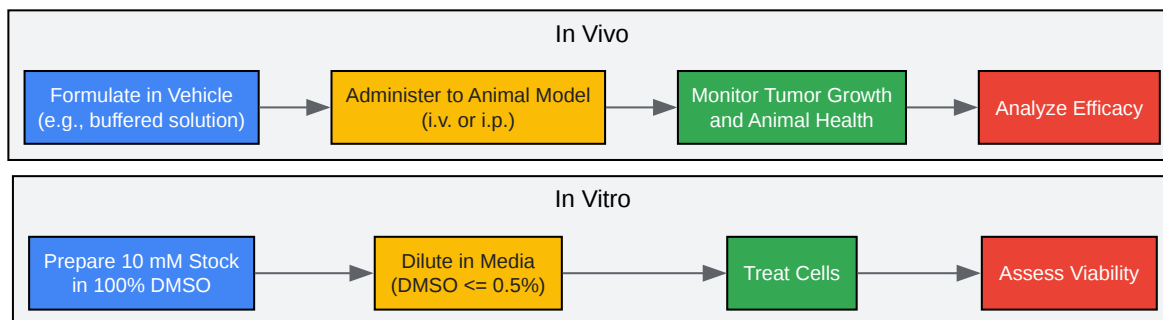 In Vivo
Formulate in Vehicle
(e.g., buffered solution)
Administer to Animal Model
(i.v. or i.p.)
Monitor Tumor Growth
and Animal Health
Analyze Efficacy
In Vitro
Prepare 10 mM Stock
in 100% DMSO
Dilute in Media
(DMSO <= 0.5%)
Treat Cells
Assess Viability